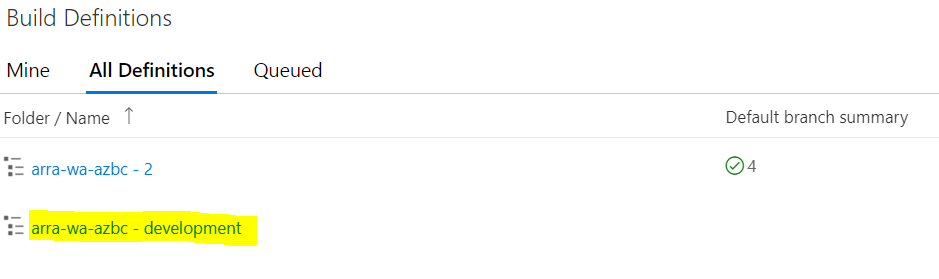 Build Definitions
Mine All Definitions Queued
Folder / Name ↑ Default branch summary
arra-wa-azbc - 2 4
arra-wa-azbc - development